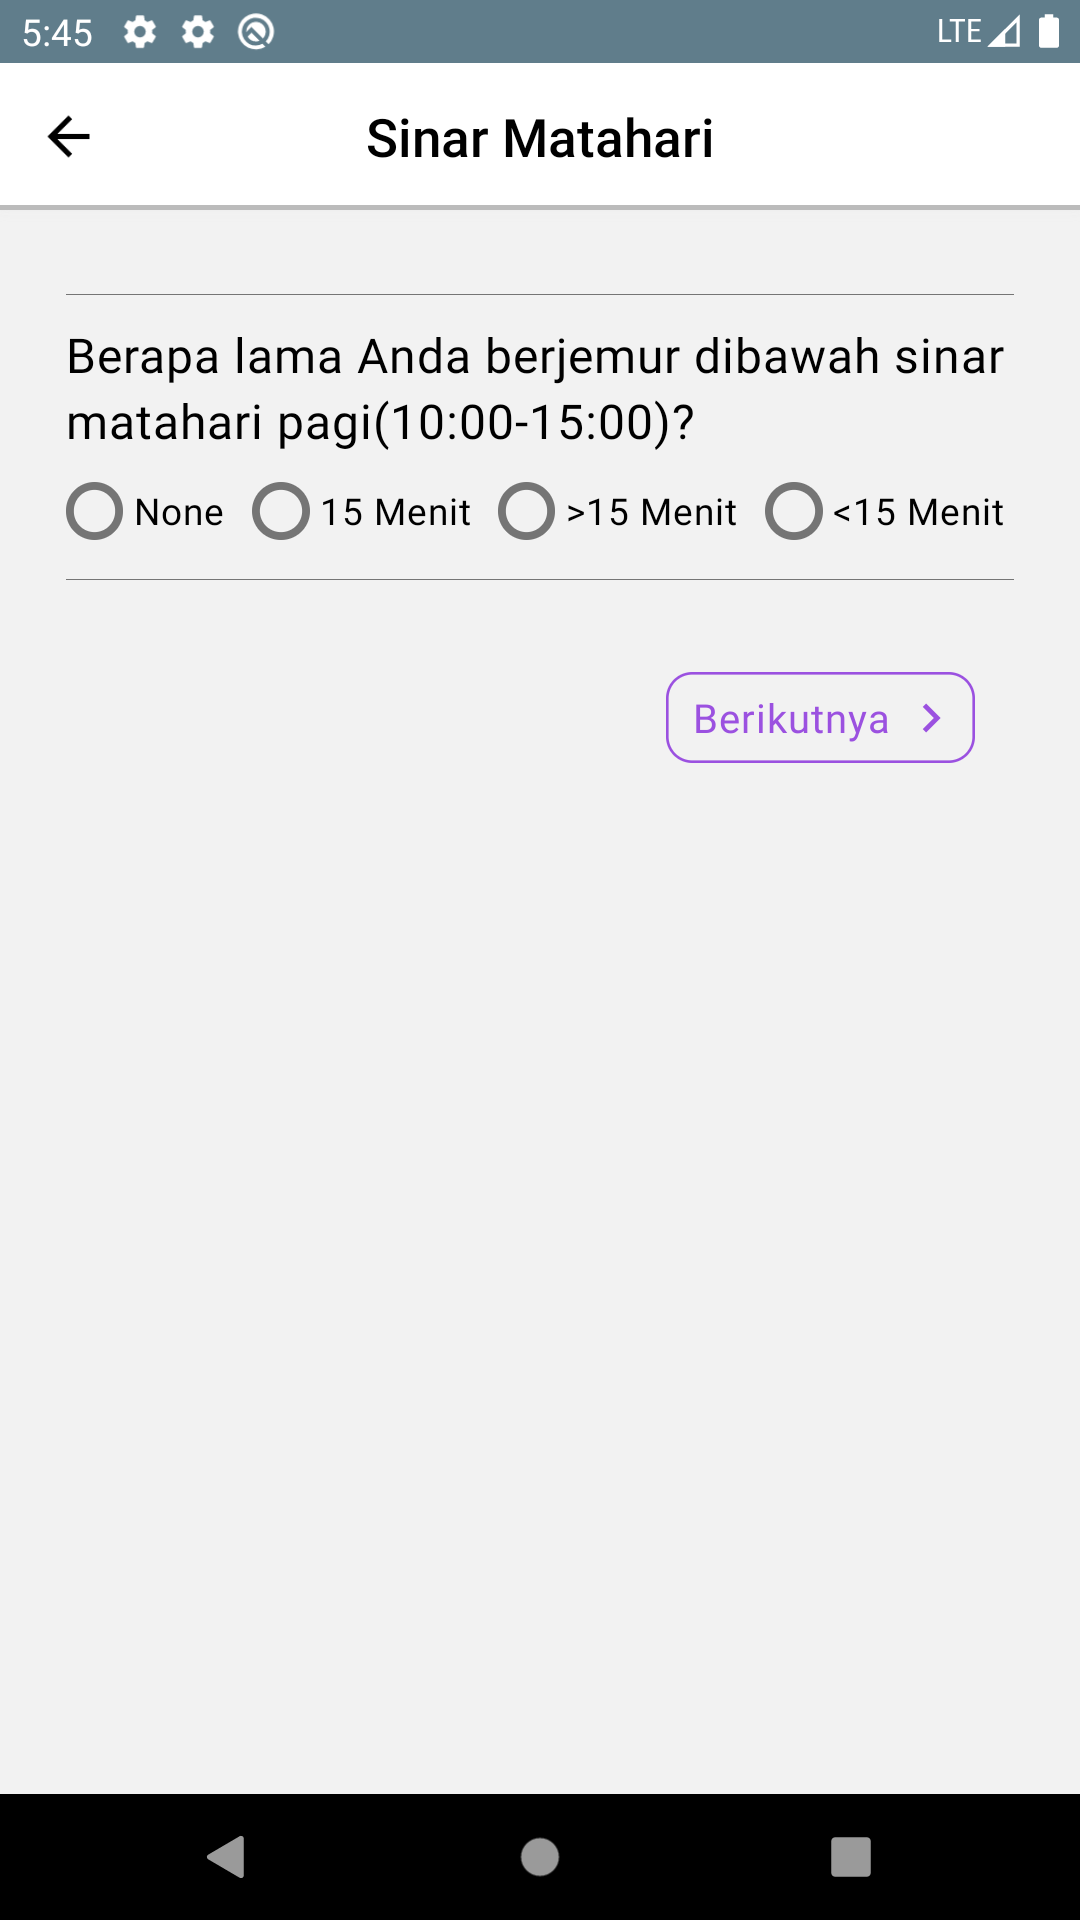 5:45 LTE
Sinar Matahari
Berapa lama Anda berjemur dibawah sinar
matahari pagi(10:00-15:00)?
None 15 Menit >15 Menit <15 Menit
Berikutnya